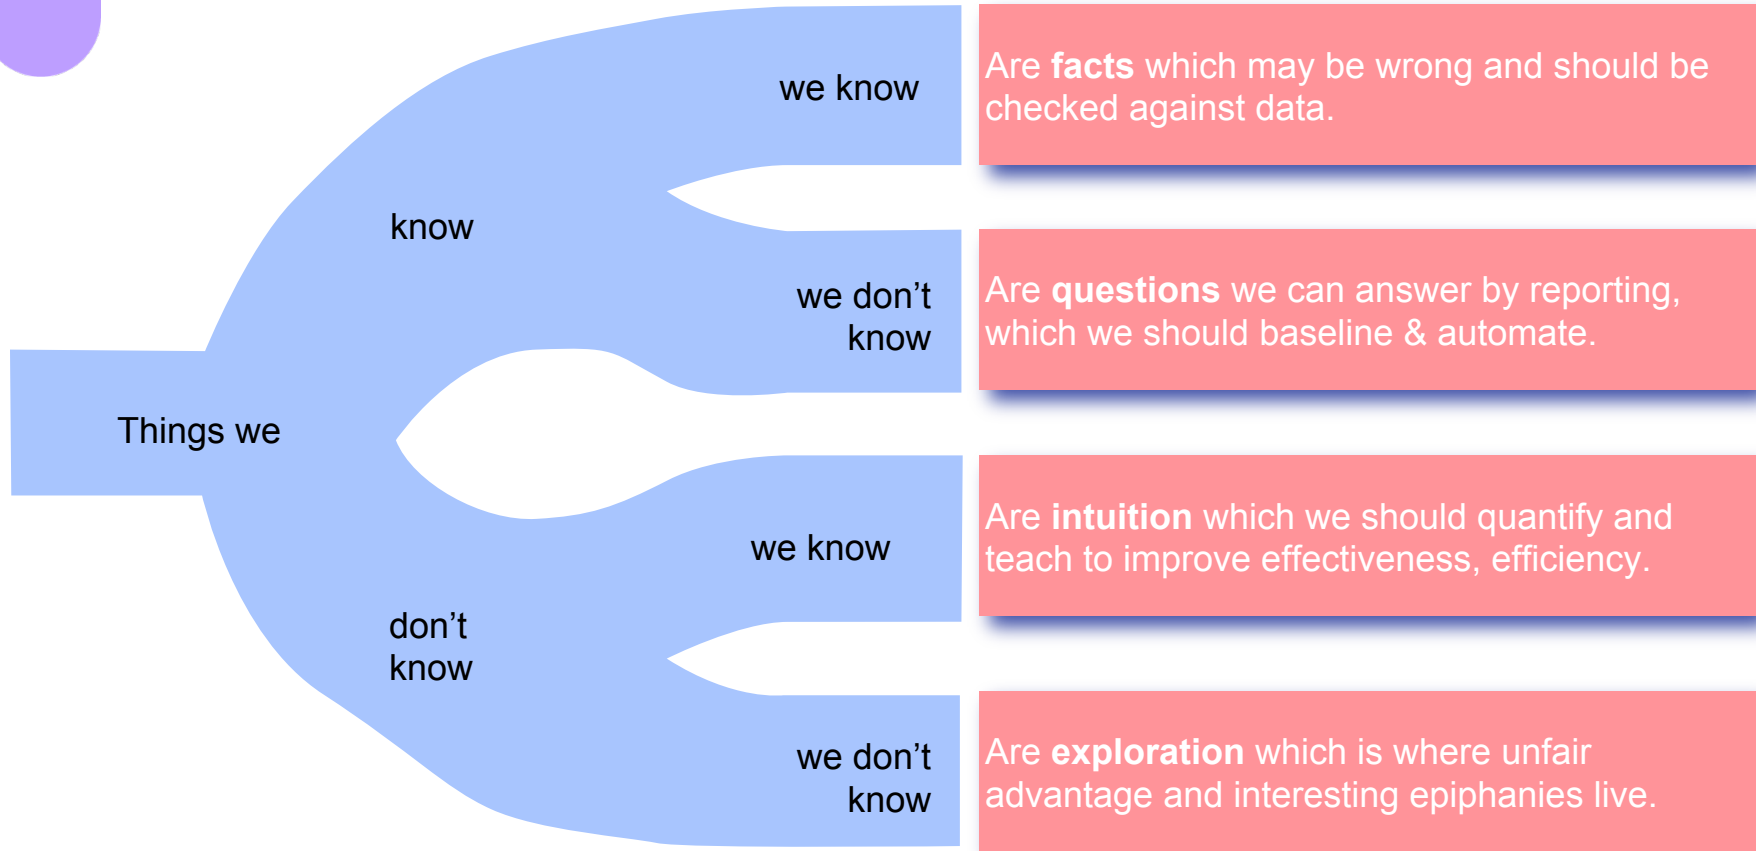 Things we
know
we know
Are facts which may be wrong and should be
checked against data.
we don’t
know
Are questions we can answer by reporting,
which we should baseline & automate.
don’t
know
we know
Are intuition which we should quantify and
teach to improve effectiveness, efficiency.
we don’t
know
Are exploration which is where unfair
advantage and interesting epiphanies live.